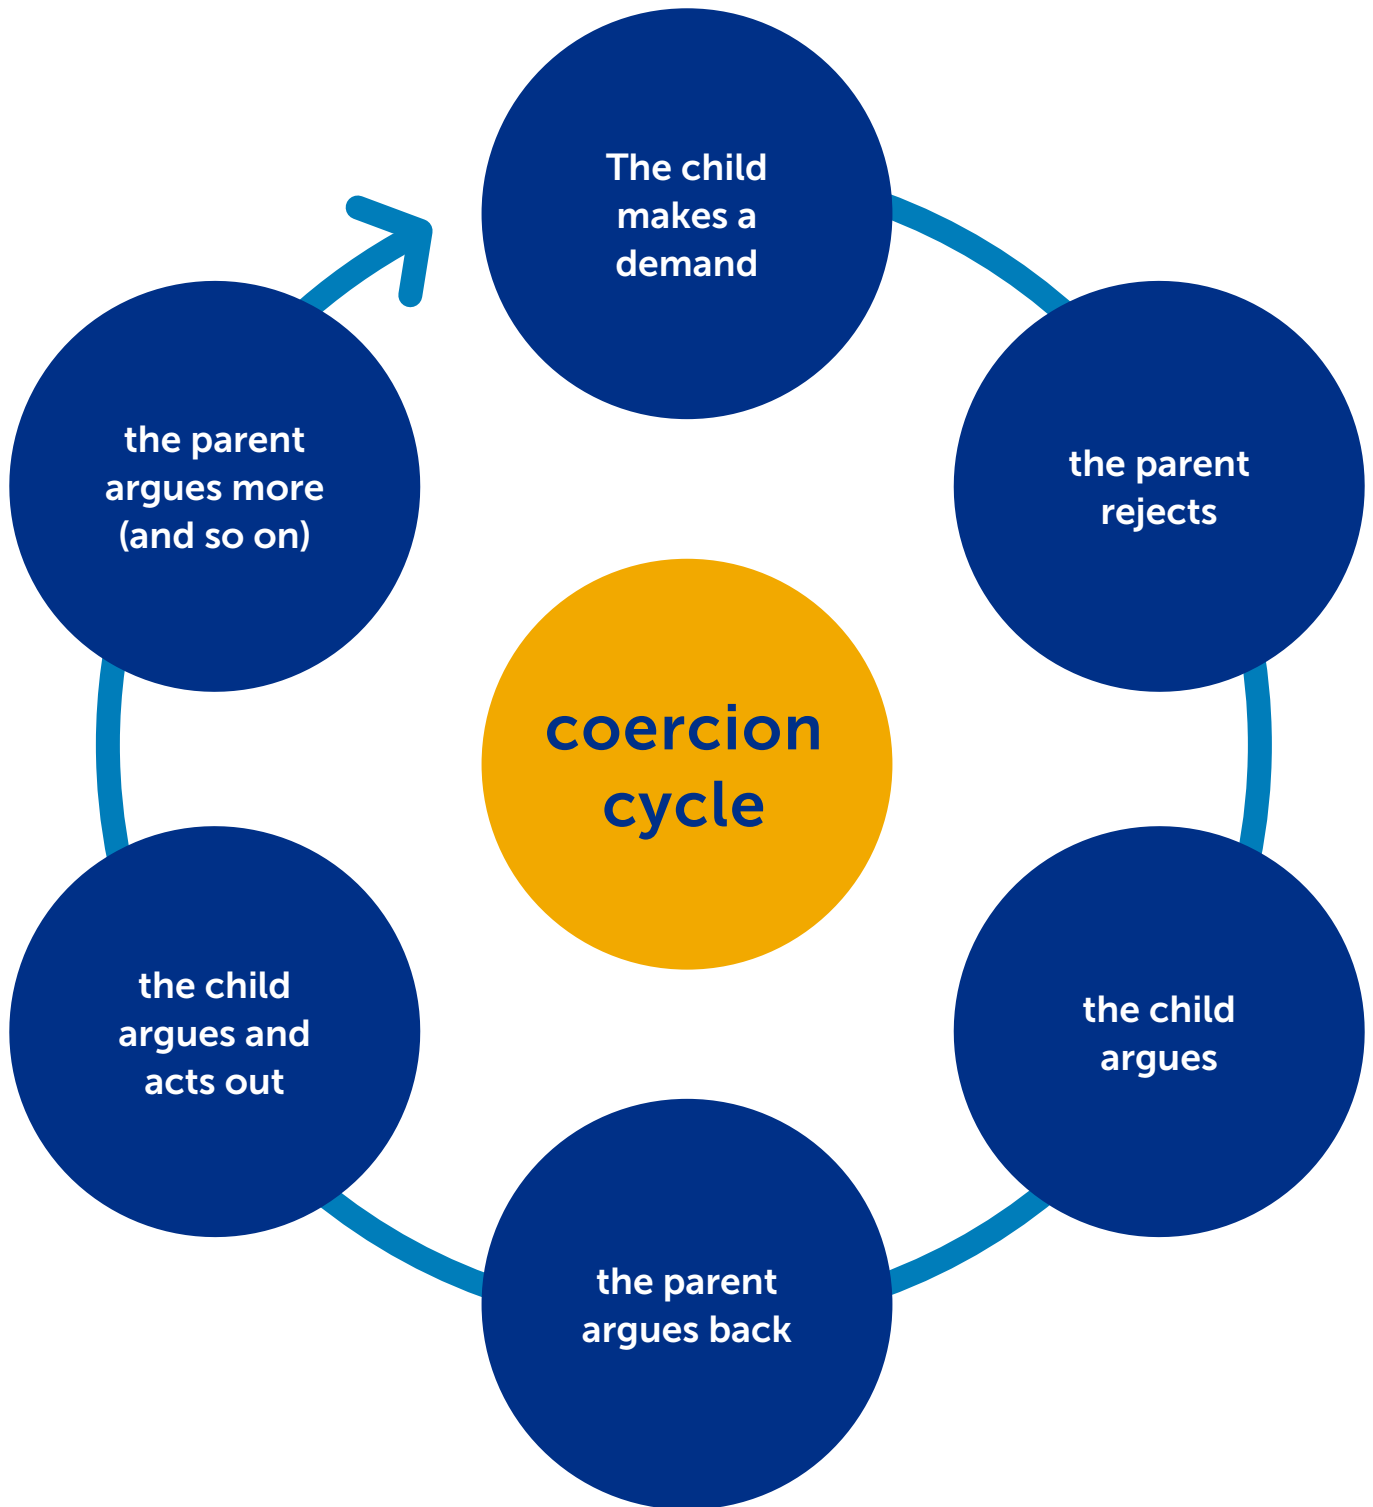 The child
makes a
demand
the parent
rejects
the child
argues
the parent
argues back
the child
argues and
acts out
the parent
argues more
(and so on)
coercion
cycle